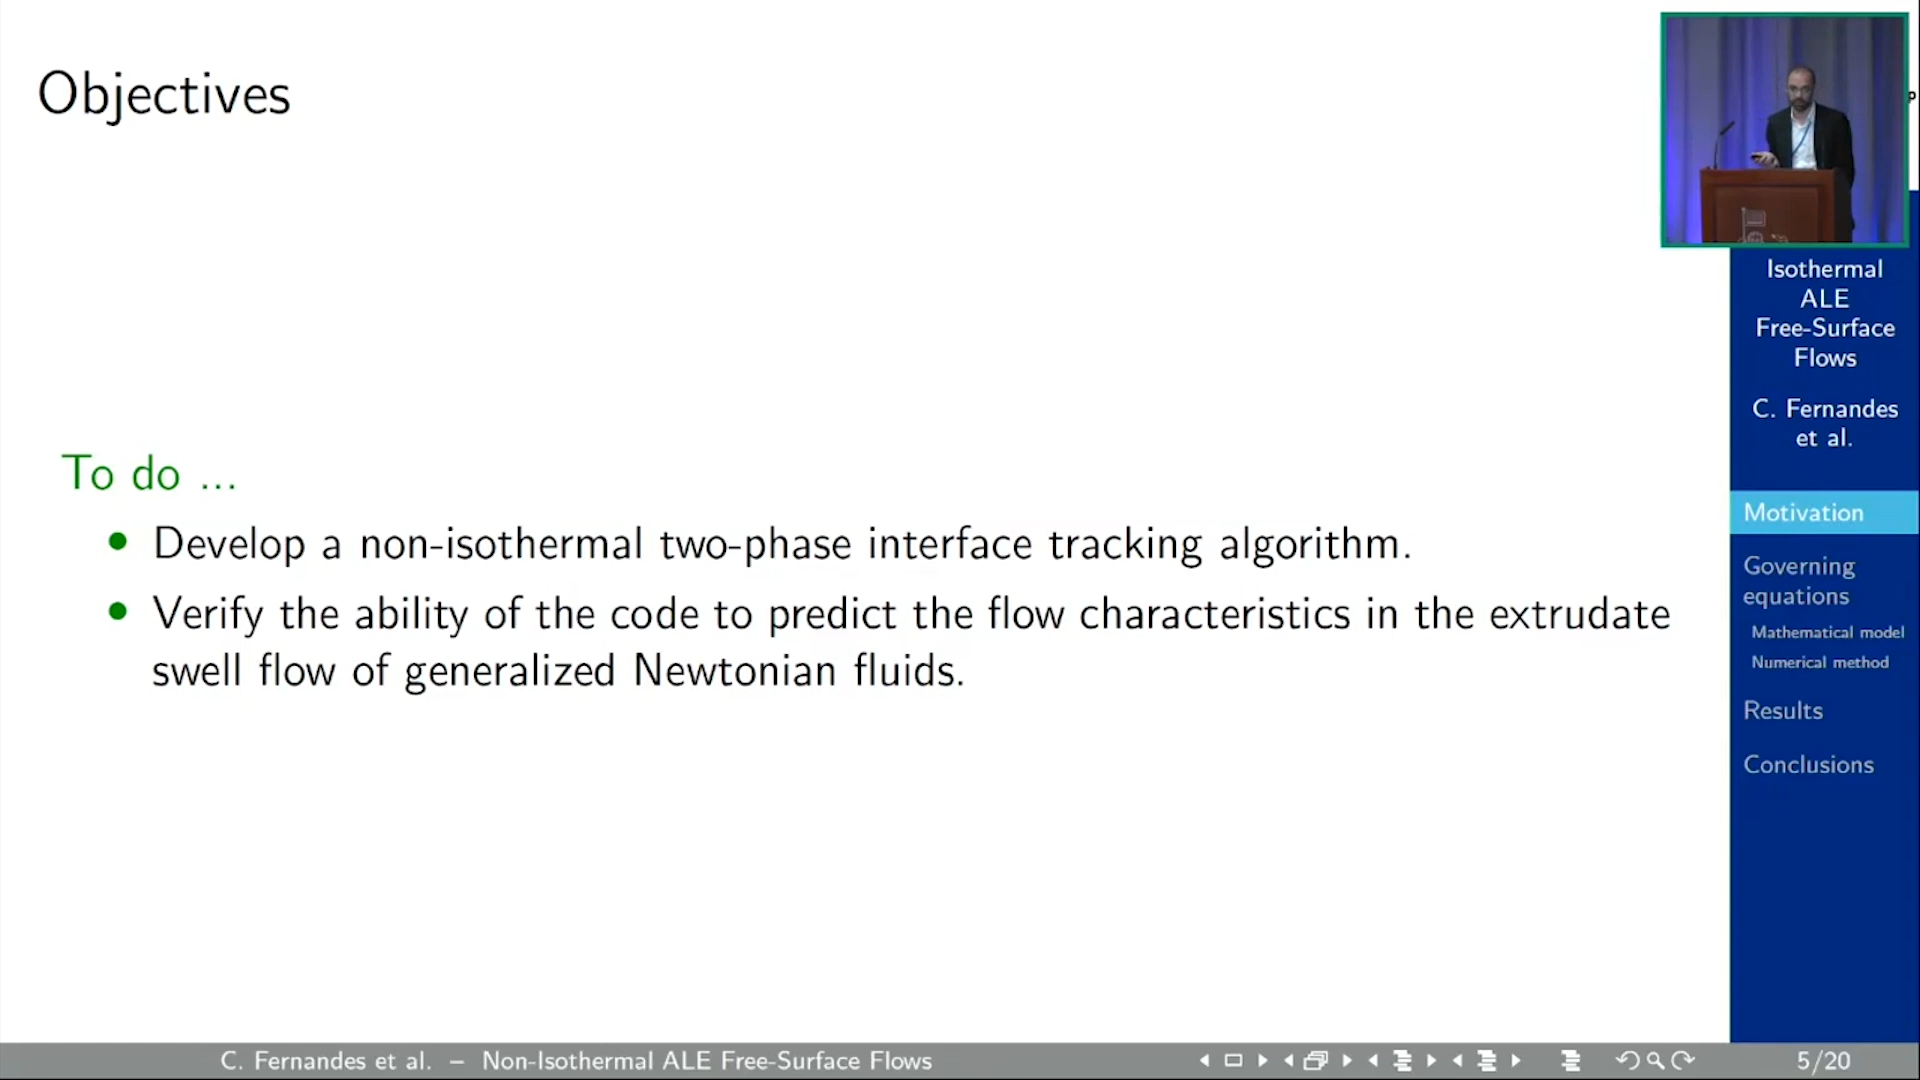 Objectives
To do ...
Develop a non-isothermal two-phase interface tracking algorithm.
Verify the ability of the code to predict the flow characteristics in the extrudate
swell flow of generalized Newtonian fluids.
p
Isothermal
ALE
Free-Surface
Flows
C. Fernandes
et al.
Motivation
Governing
equations
Mathematical model
Numerical method
Results
Conclusions
C. Fernandes et al. – Non-Isothermal ALE Free-Surface Flows
5/20